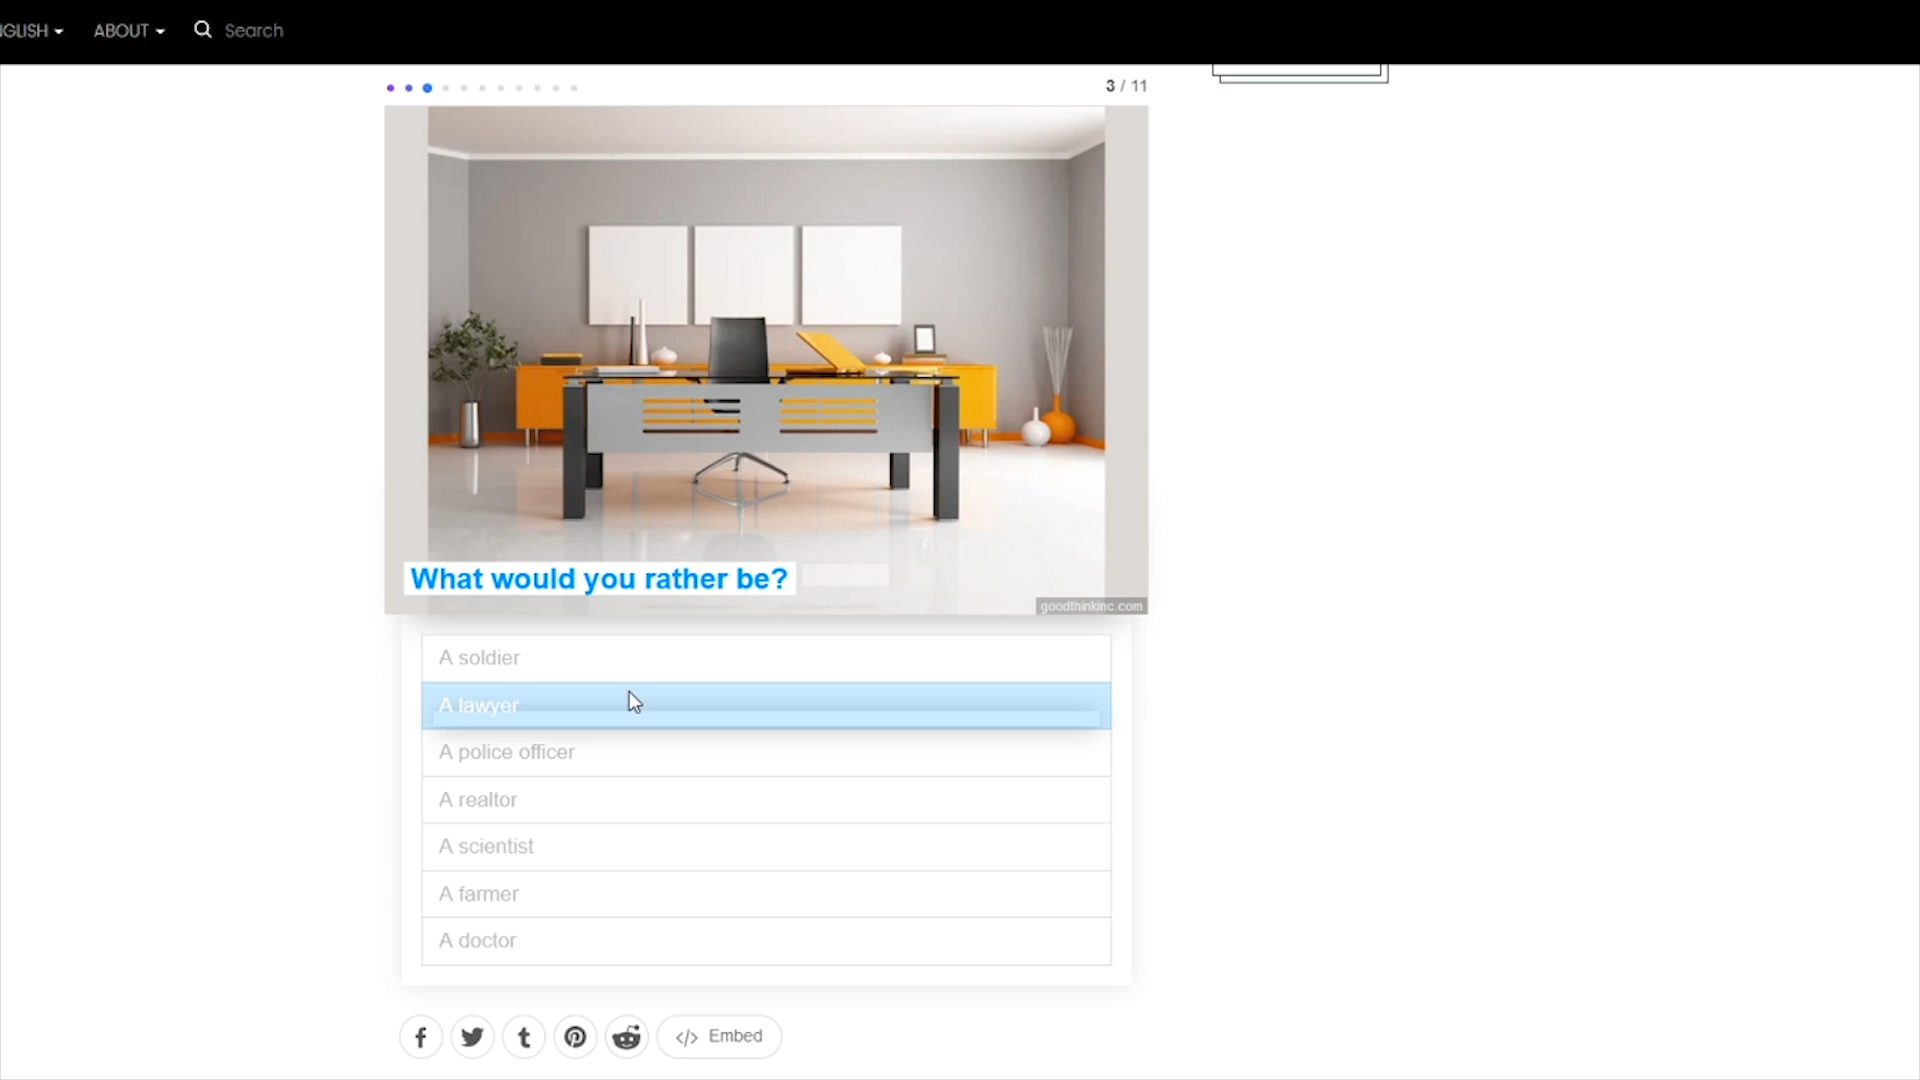 NGLISH
ABOUT
Search
3 / 11
What would you rather be?
goodthinkinc.com
A soldier
A lawyer
A police officer
A realtor
A scientist
A farmer
A doctor
</> Embed